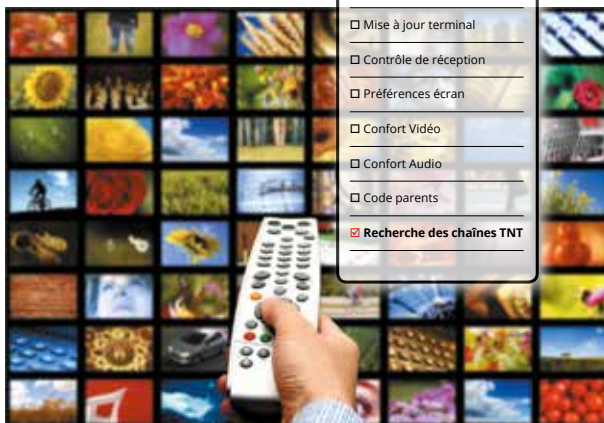 □ Mise à jour terminal
□ Contrôle de réception
□ Préférences écran
□ Confort Vidéo
□ Confort Audio
□ Code parents
☑ Recherche des chaînes TNT